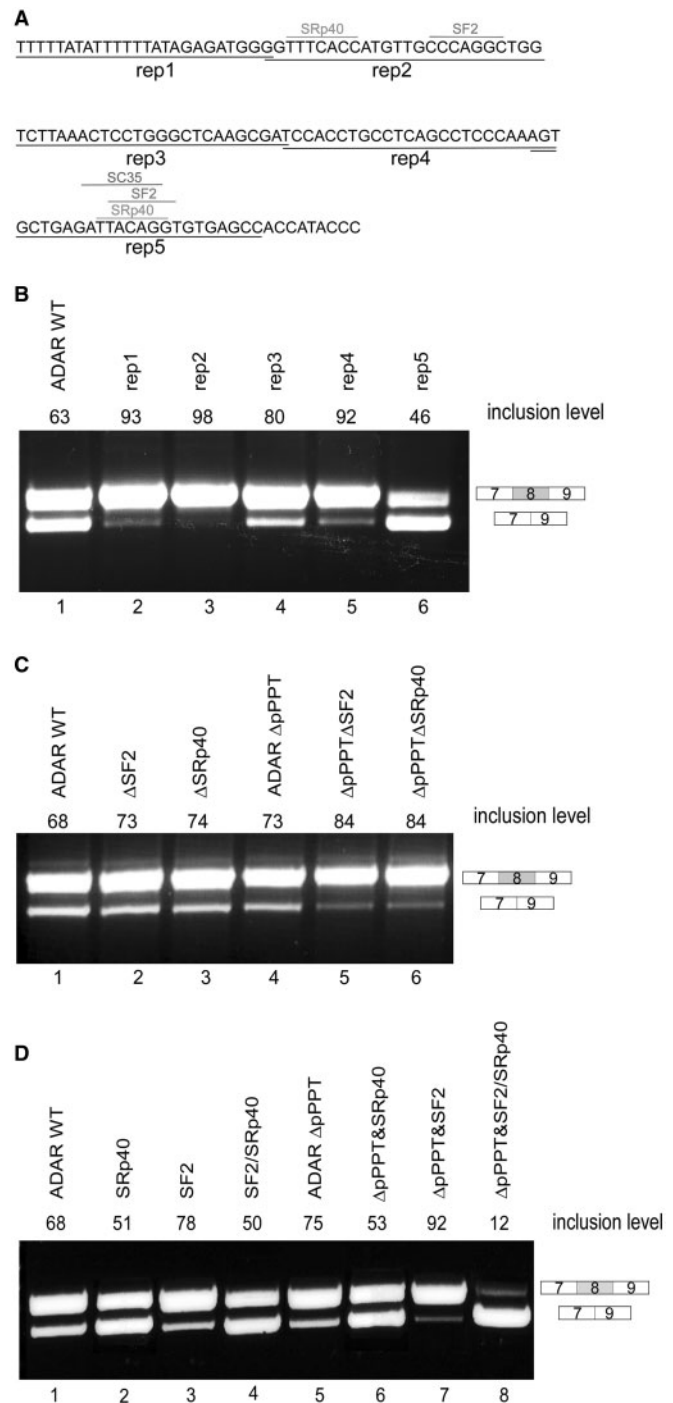 A
SRp40 SF2
TTTTTATATTTTTTATAGAGATGGGGTTTCACCATGTTGCCCAGGCTGG
rep1 rep2
TCTTAAACTCCTGGGCTCAAGCGATCCACCTGCCTCAGCCTCCCAAAGT
rep3 rep4
SC35
SF2
SRp40
GCTGAGATTACAGGTGTGAGCCACCATACCC
rep5
B
ADAR WT rep1 rep2 rep3 rep4 rep5
63 93 98 80 92 46 inclusion level
7 8 9
7 9
1 2 3 4 5 6
C
ADAR WT ΔSF2 ΔSRp40 ADAR ΔpPPT ΔpPPTΔSF2 ΔpPPTΔSRp40
68 73 74 73 84 84 inclusion level
7 8 9
7 9
1 2 3 4 5 6
D
ADAR WT SRp40 SF2 SF2/SRp40 ADAR ΔpPPT ΔpPPT&SRp40 ΔpPPT&SF2 ΔpPPT&SF2/SRp40
68 51 78 50 75 53 92 12 inclusion level
7 8 9
7 9
1 2 3 4 5 6 7 8